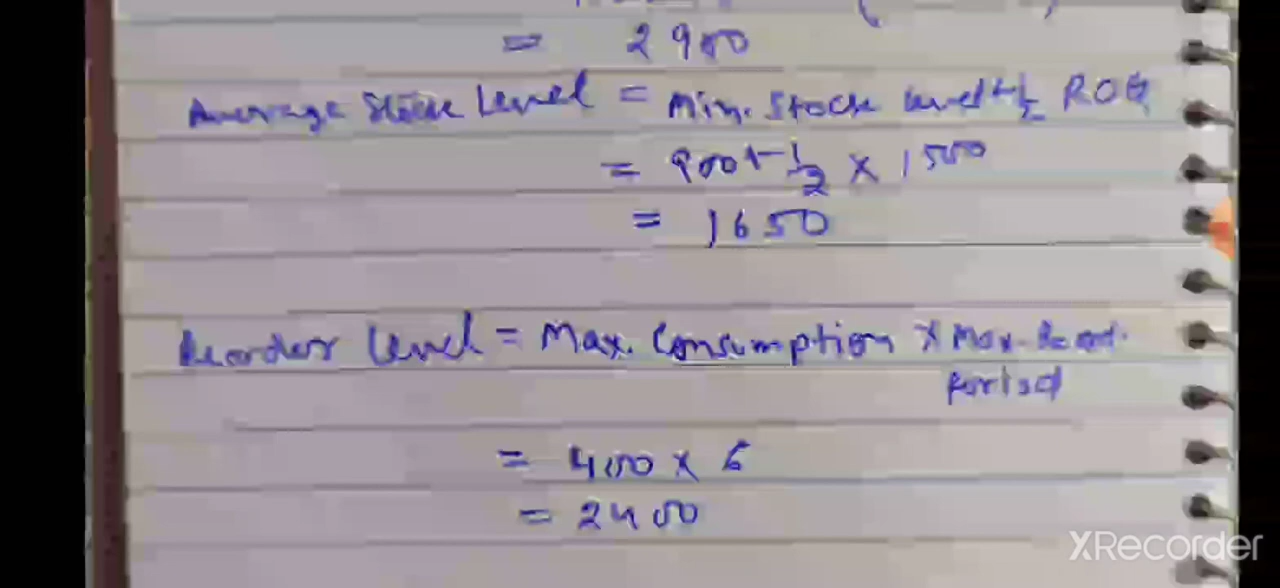 = 2900
Average Stock Level = Min. Stock Level + 1/2 ROQ
= 900 + 1/2 × 1500
= 1650
Reorder Level = Max. Consumption × Max. Reord.
Period
= 400 × 6
= 2400
XRecorder